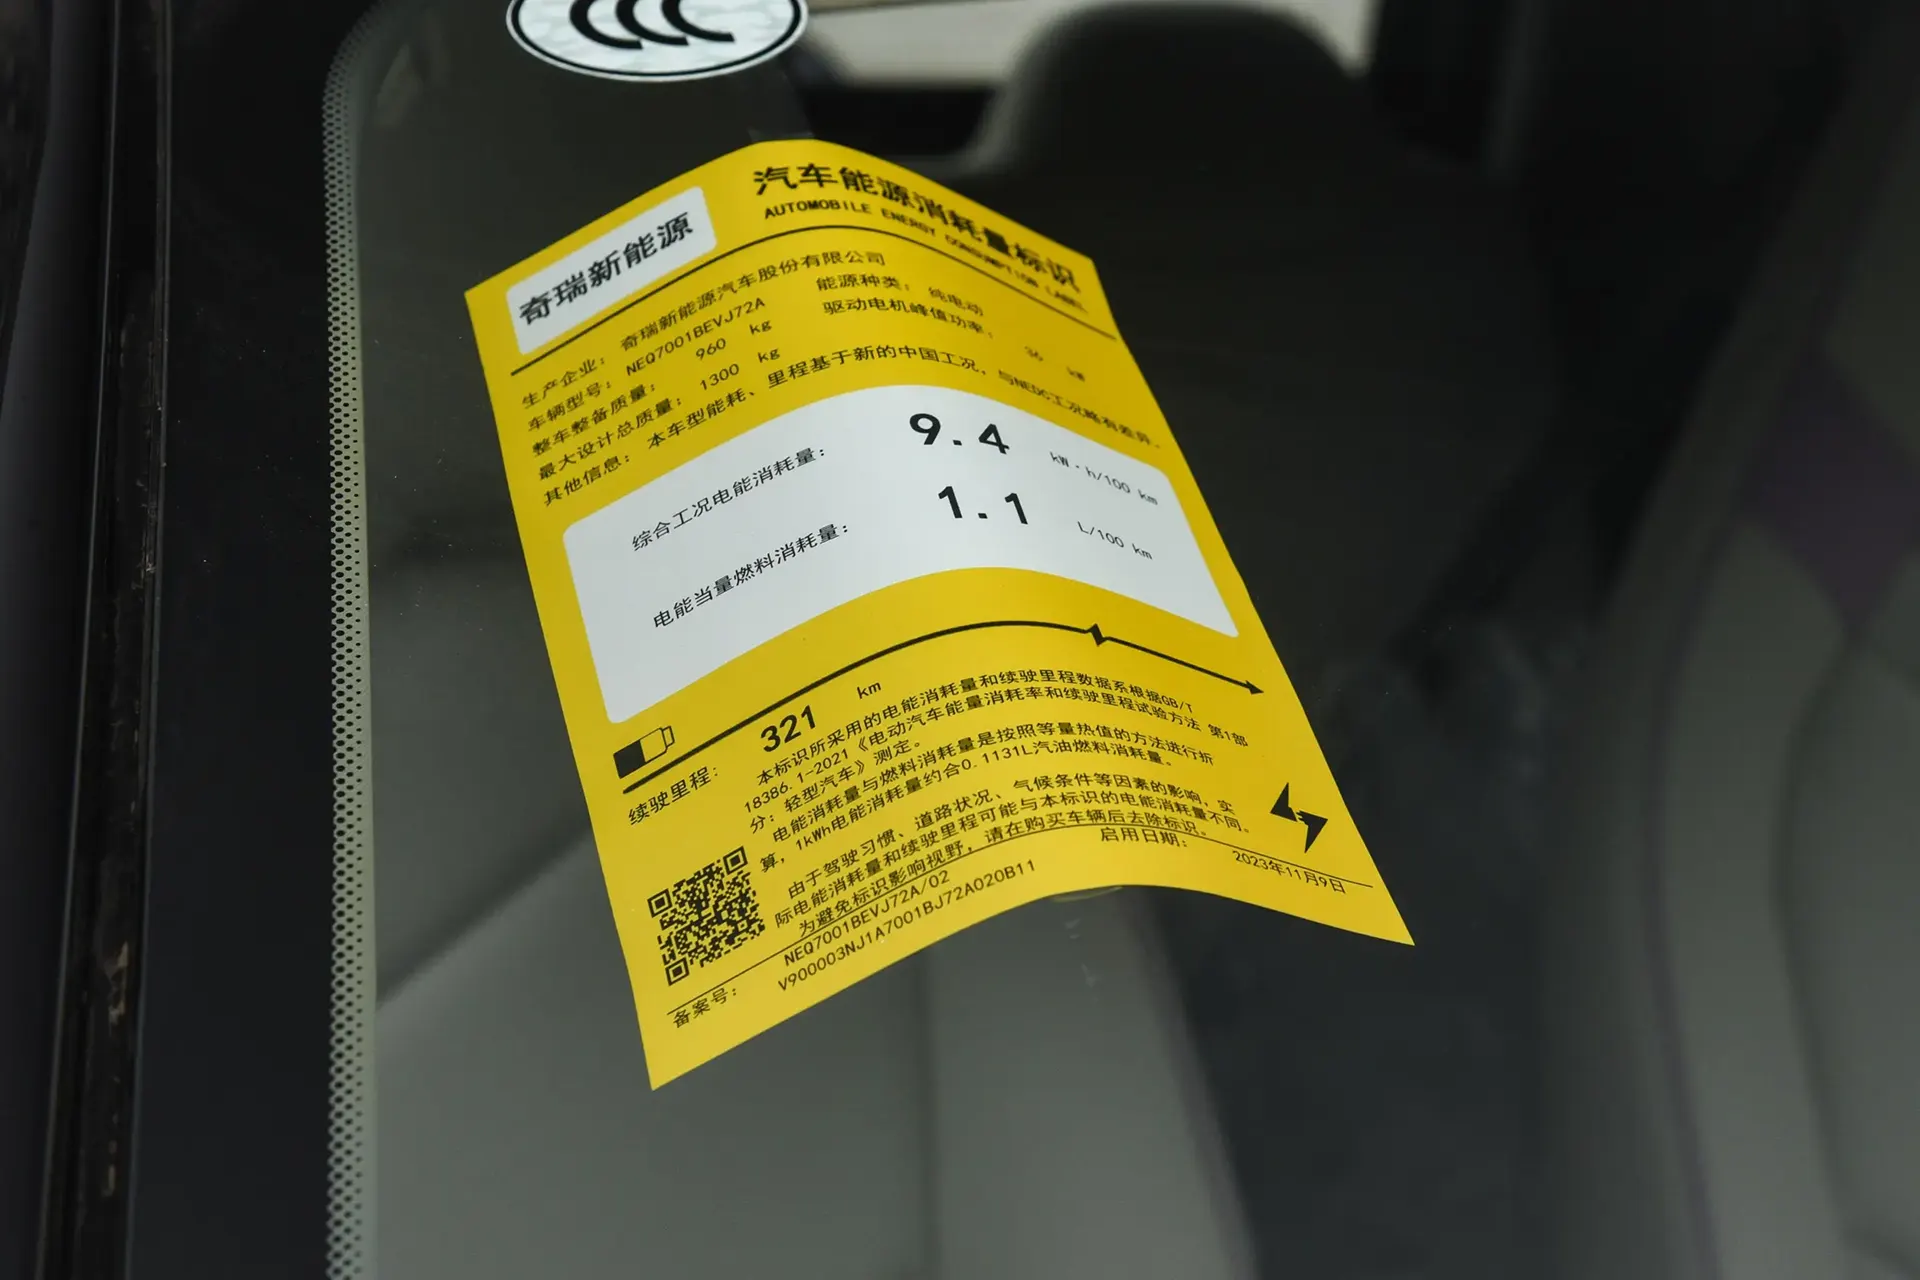 CCC
奇瑞新能源
汽车能源消耗量标识
AUTOMOBILE ENERGY CONSUMPTION LABEL
生产企业: 奇瑞新能源汽车股份有限公司
车辆型号: NEQ7001BEVJ72A 能源种类: 纯电动
整车整备质量: 960 kg 驱动电机峰值功率: 36 kW
最大设计总质量: 1300 kg
其他信息: 本车型能耗、里程基于新的中国工况, 与NEDC工况略有差异.
综合工况电能消耗量: 9.4 kW·h/100 km
电能当量燃料消耗量: 1.1 L/100 km
续驶里程: 321 km
本标识所采用的电能消耗量和续驶里程数据系根据GB/T
18386.1-2021《电动汽车能量消耗率和续驶里程试验方法 第1部
分: 轻型汽车》测定。
电能消耗量与燃料消耗量是按照等量热值的方法进行折
算, 1kWh电能消耗量约合0.1131L汽油燃料消耗量。
由于驾驶习惯、道路状况、气候条件等因素的影响, 实
际电能消耗量和续驶里程可能与本标识的电能消耗量不同。
为避免标识影响视野, 请在购买车辆后去除标识。
备案号: NEQ7001BEVJ72A/02
V900003NJ1A7001BJ72A020B11
启用日期: 2023年11月9日